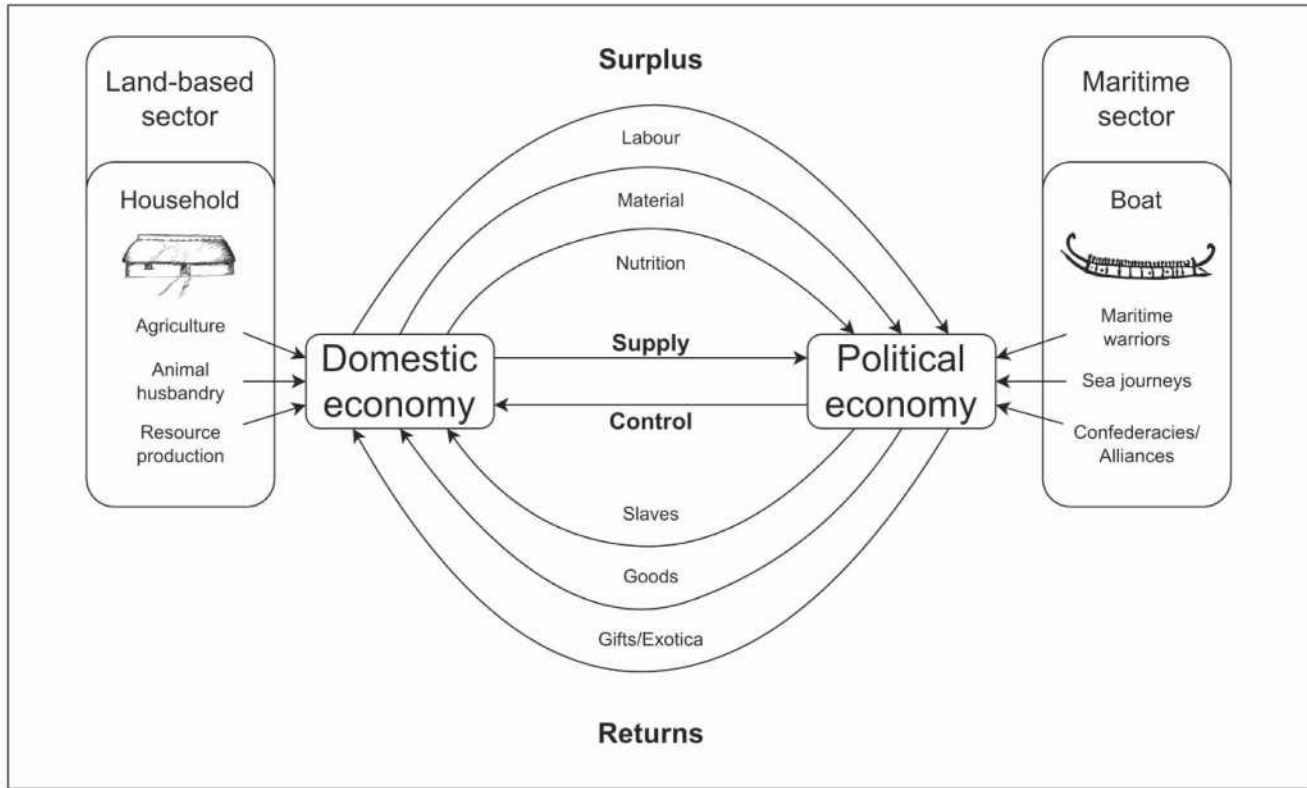 Surplus
Land-based
sector
Maritime
sector
Labour
Household
Material
Boat
Nutrition
Agriculture
Animal
husbandry
Resource
production
Domestic
economy
Supply
Control
Political
economy
Maritime
warriors
Sea journeys
Confederacies/
Alliances
Slaves
Goods
Gifts/Exotica
Returns